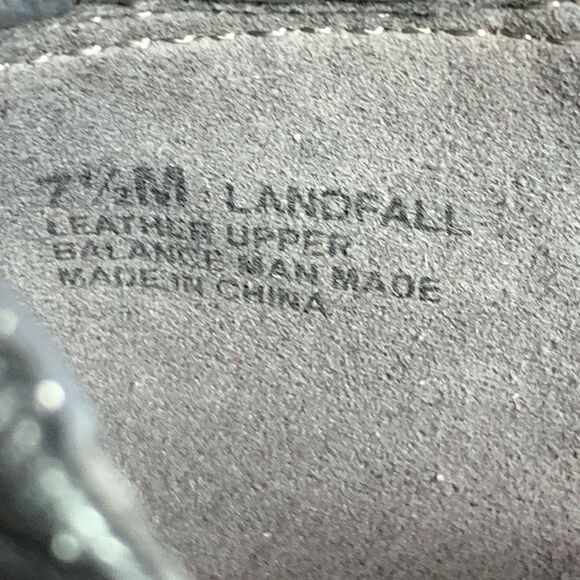 7½M LANDFALL
LEATHER UPPER
BALANCE MAN MADE
MADE IN CHINA